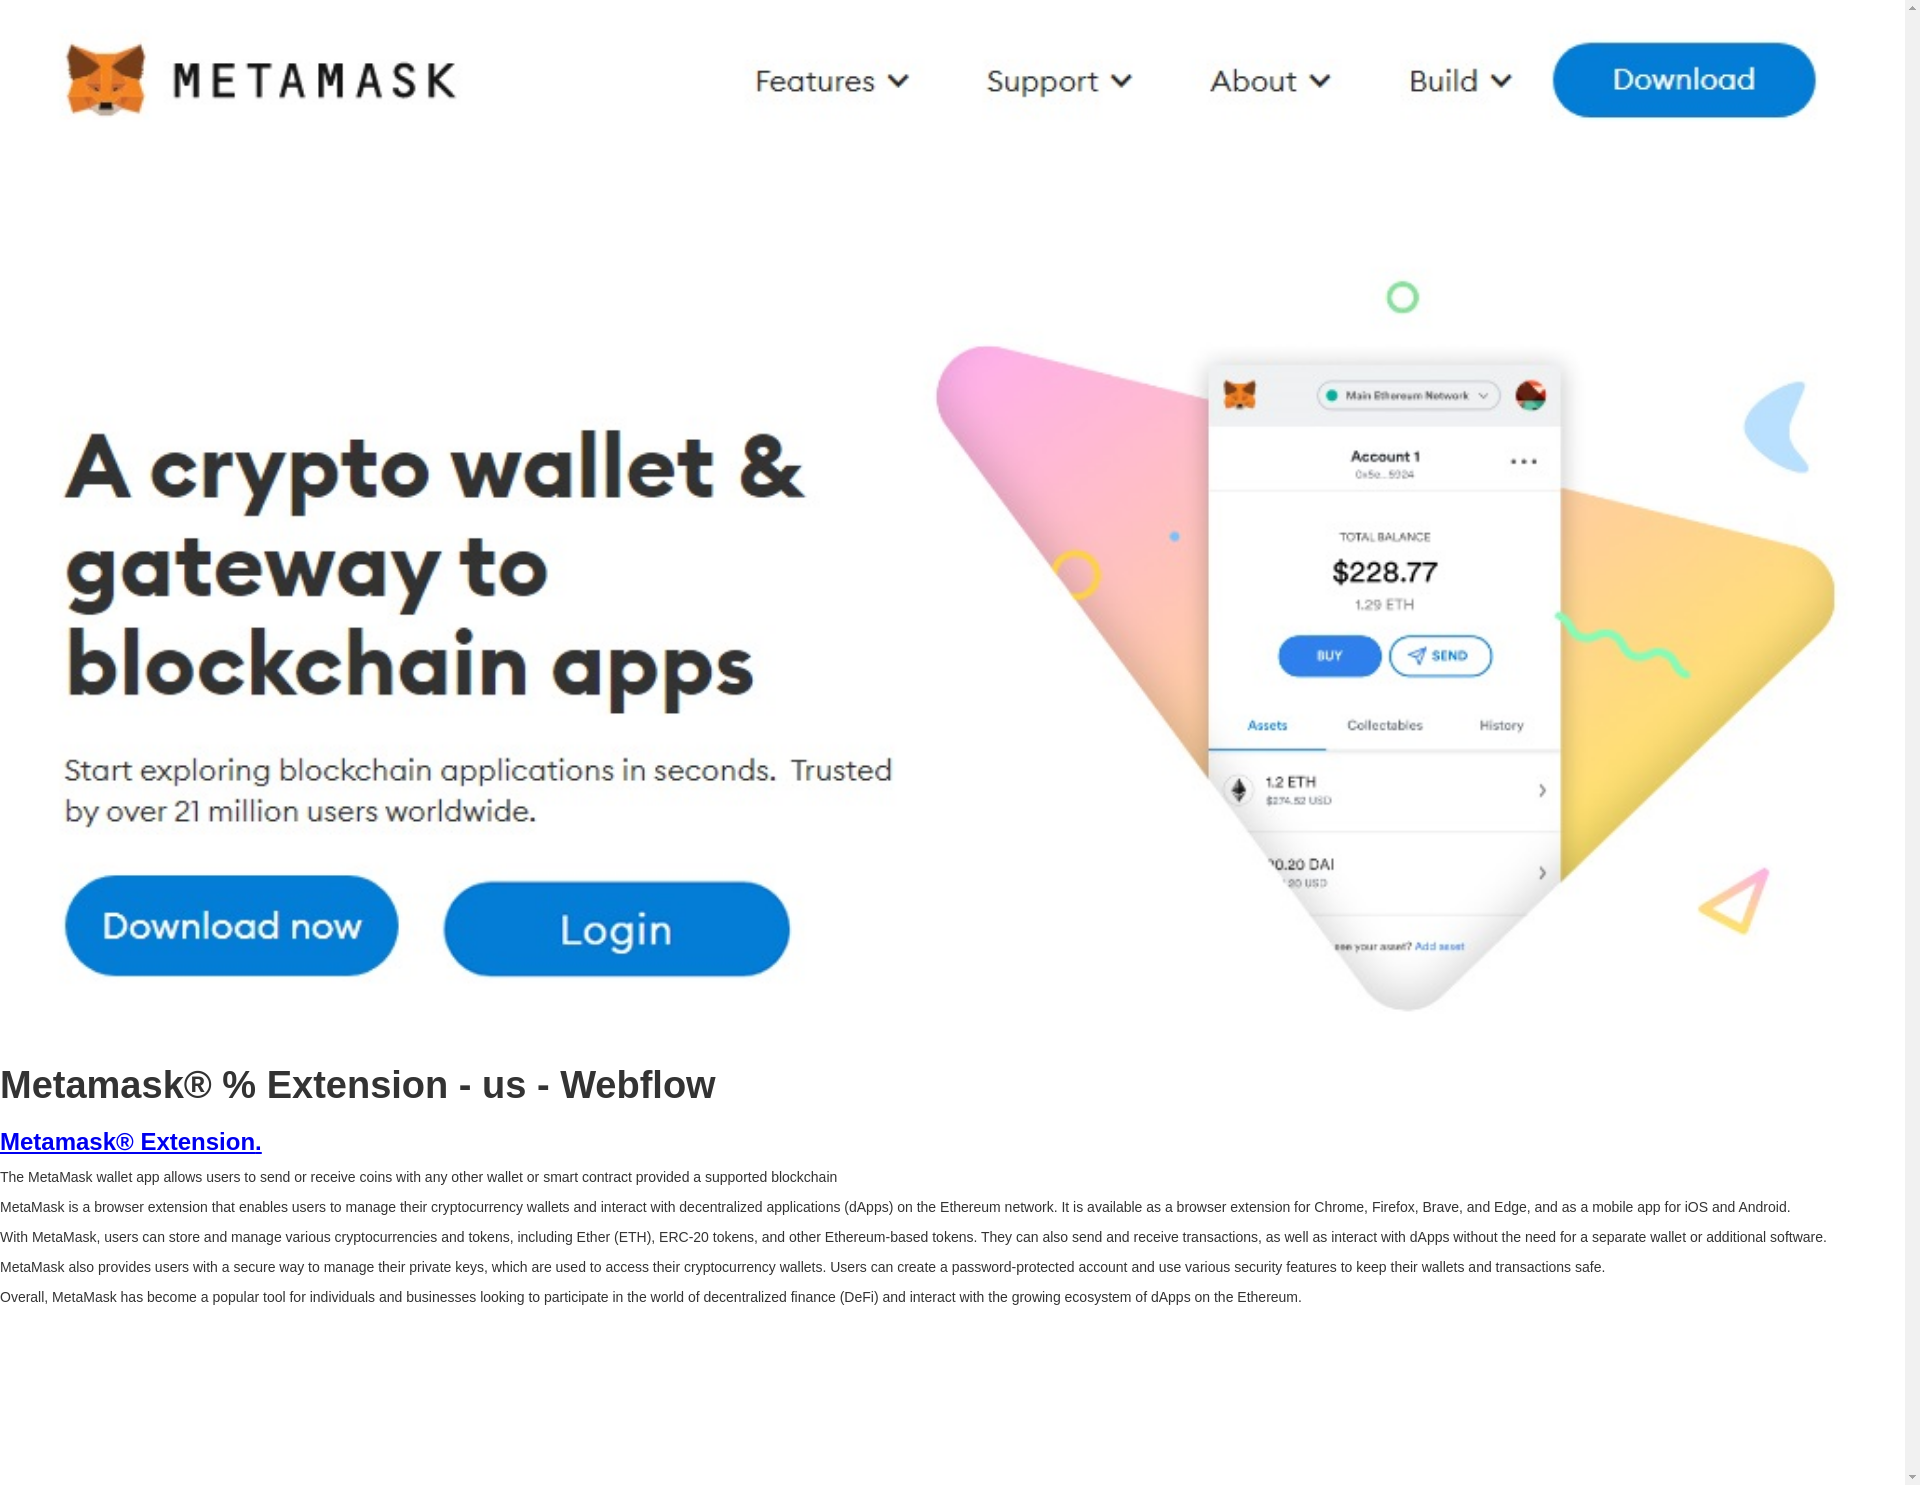 METAMASK
Features
Support
About
Build
Download
A crypto wallet &
gateway to
blockchain apps
Start exploring blockchain applications in seconds. Trusted
by over 21 million users worldwide.
Download now
Login
Main Ethereum Network
Account 1
0x5e...5924
TOTAL BALANCE
$228.77
1.29 ETH
BUY
SEND
Assets
Collectables
History
1.2 ETH
$274.52 USD
0.20 DAI
20 USD
see your asset? Add asset
Metamask® % Extension - us - Webflow
Metamask® Extension.
The MetaMask wallet app allows users to send or receive coins with any other wallet or smart contract provided a supported blockchain
MetaMask is a browser extension that enables users to manage their cryptocurrency wallets and interact with decentralized applications (dApps) on the Ethereum network. It is available as a browser extension for Chrome, Firefox, Brave, and Edge, and as a mobile app for iOS and Android.
With MetaMask, users can store and manage various cryptocurrencies and tokens, including Ether (ETH), ERC-20 tokens, and other Ethereum-based tokens. They can also send and receive transactions, as well as interact with dApps without the need for a separate wallet or additional software.
MetaMask also provides users with a secure way to manage their private keys, which are used to access their cryptocurrency wallets. Users can create a password-protected account and use various security features to keep their wallets and transactions safe.
Overall, MetaMask has become a popular tool for individuals and businesses looking to participate in the world of decentralized finance (DeFi) and interact with the growing ecosystem of dApps on the Ethereum.